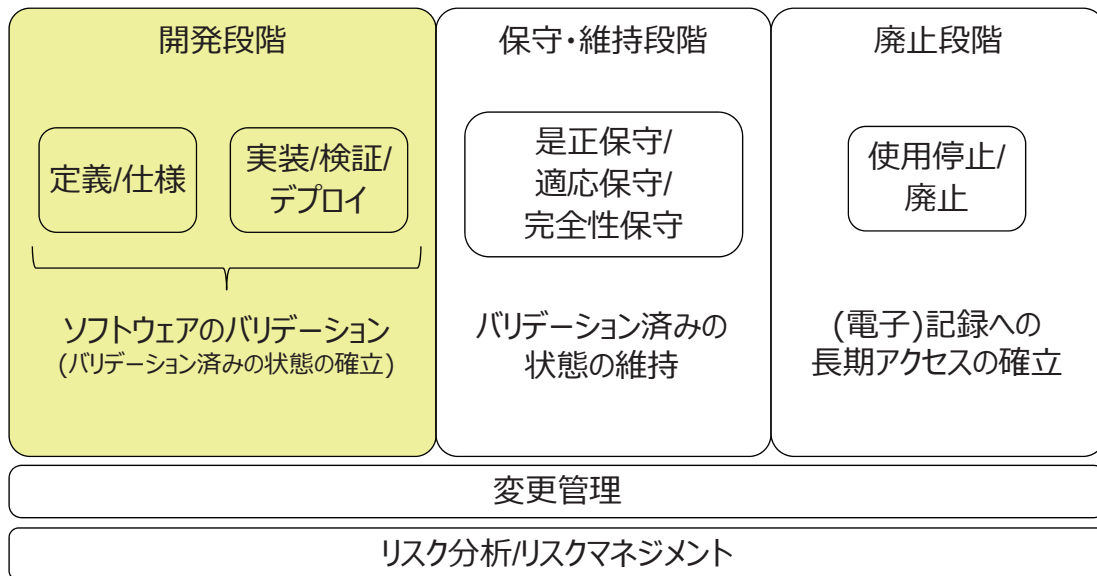 開発段階
定義/仕様
実装/検証/
デプロイ
ソフトウェアのバリデーション
(バリデーション済みの状態の確立)
保守・維持段階
是正保守/
適応保守/
完全性保守
バリデーション済みの
状態の維持
廃止段階
使用停止/
廃止
(電子)記録への
長期アクセスの確立
変更管理
リスク分析/リスクマネジメント